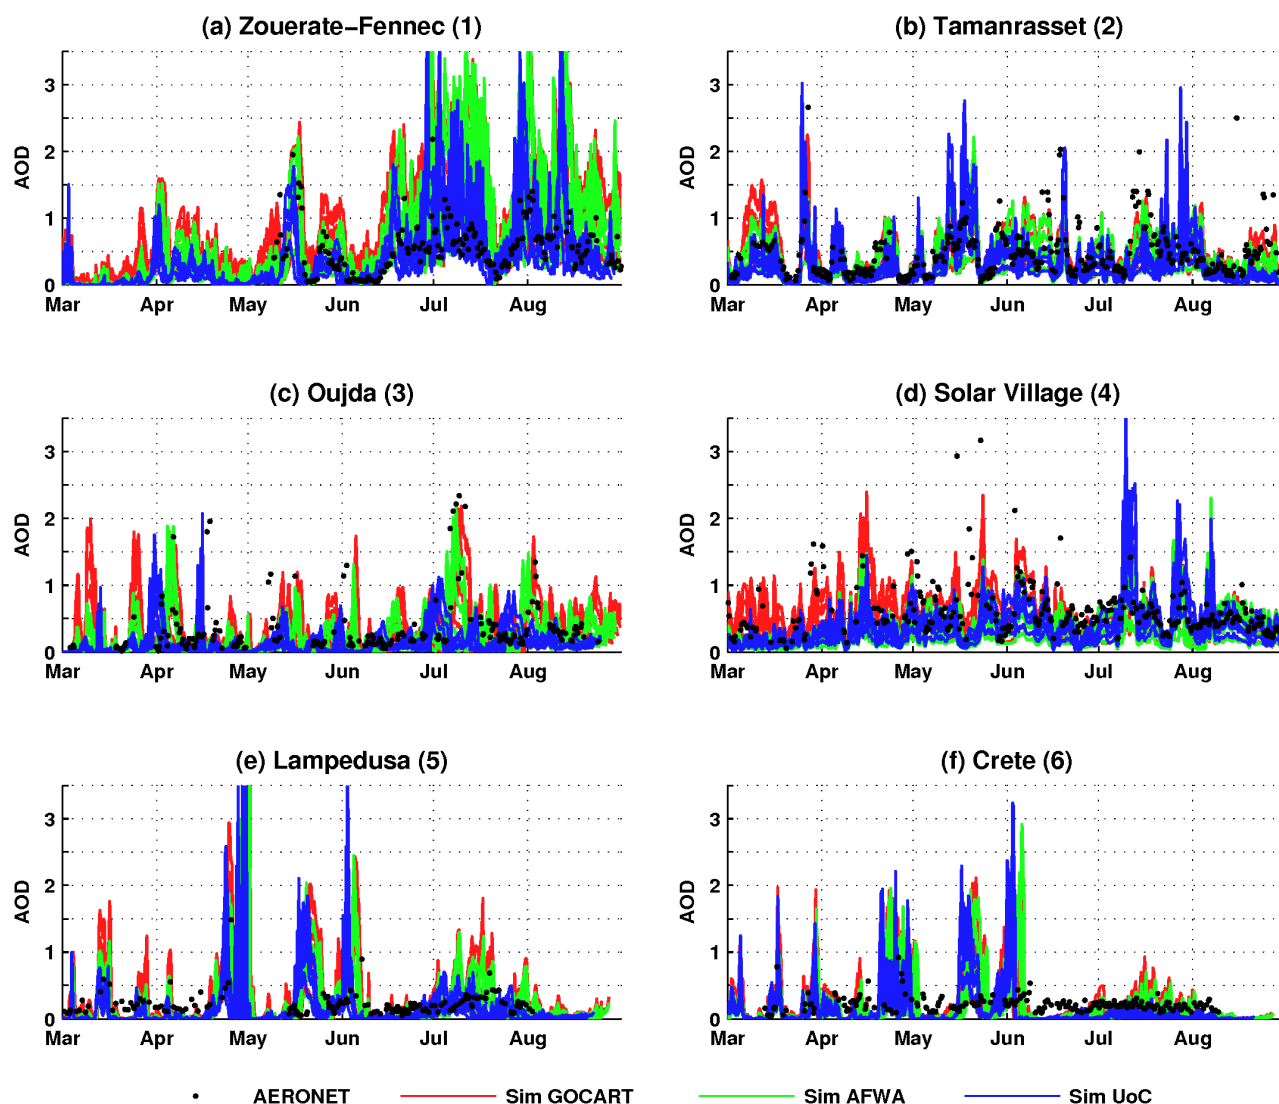 (a) Zouerate−Fennec (1)
AOD
3
2
1
0
Mar Apr May Jun Jul Aug
(b) Tamanrasset (2)
AOD
3
2
1
0
Mar Apr May Jun Jul Aug
(c) Oujda (3)
AOD
3
2
1
0
Mar Apr May Jun Jul Aug
(d) Solar Village (4)
AOD
3
2
1
0
Mar Apr May Jun Jul Aug
(e) Lampedusa (5)
AOD
3
2
1
0
Mar Apr May Jun Jul Aug
(f) Crete (6)
AOD
3
2
1
0
Mar Apr May Jun Jul Aug
AERONET Sim GOCART Sim AFWA Sim UoC